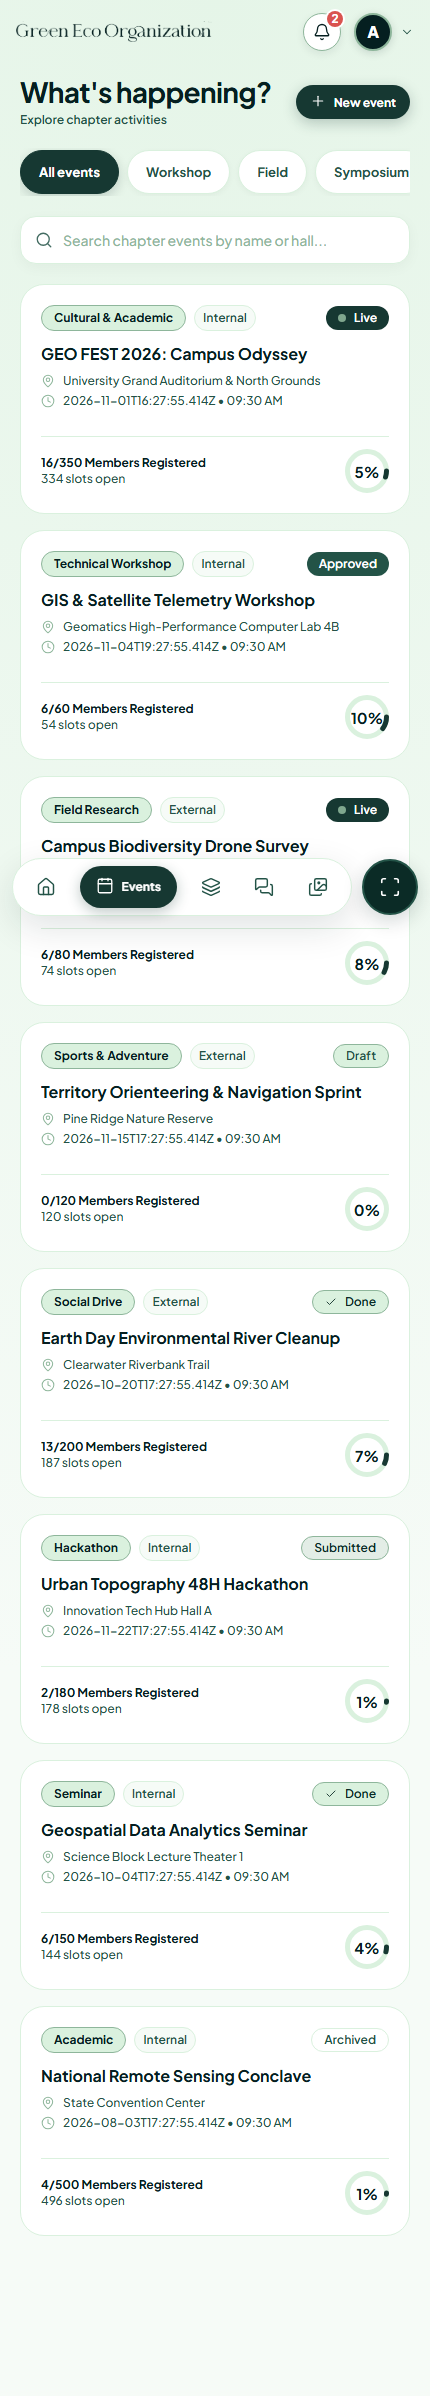 Green Eco Organization
2
A
What's happening?
Explore chapter activities
New event
All events
Workshop
Field
Symposium
Search chapter events by name or hall...
Cultural & Academic
Internal
Live
GEO FEST 2026: Campus Odyssey
University Grand Auditorium & North Grounds
2026-11-01T16:27:55.414Z • 09:30 AM
16/350 Members Registered
334 slots open
5%
Technical Workshop
Internal
Approved
GIS & Satellite Telemetry Workshop
Geomatics High-Performance Computer Lab 4B
2026-11-04T19:27:55.414Z • 09:30 AM
6/60 Members Registered
54 slots open
10%
Field Research
External
Live
Campus Biodiversity Drone Survey
Events
6/80 Members Registered
74 slots open
8%
Sports & Adventure
External
Draft
Territory Orienteering & Navigation Sprint
Pine Ridge Nature Reserve
2026-11-15T17:27:55.414Z • 09:30 AM
0/120 Members Registered
120 slots open
0%
Social Drive
External
Done
Earth Day Environmental River Cleanup
Clearwater Riverbank Trail
2026-10-20T17:27:55.414Z • 09:30 AM
13/200 Members Registered
187 slots open
7%
Hackathon
Internal
Submitted
Urban Topography 48H Hackathon
Innovation Tech Hub Hall A
2026-11-22T17:27:55.414Z • 09:30 AM
2/180 Members Registered
178 slots open
1%
Seminar
Internal
Done
Geospatial Data Analytics Seminar
Science Block Lecture Theater 1
2026-10-04T17:27:55.414Z • 09:30 AM
6/150 Members Registered
144 slots open
4%
Academic
Internal
Archived
National Remote Sensing Conclave
State Convention Center
2026-08-03T17:27:55.414Z • 09:30 AM
4/500 Members Registered
496 slots open
1%